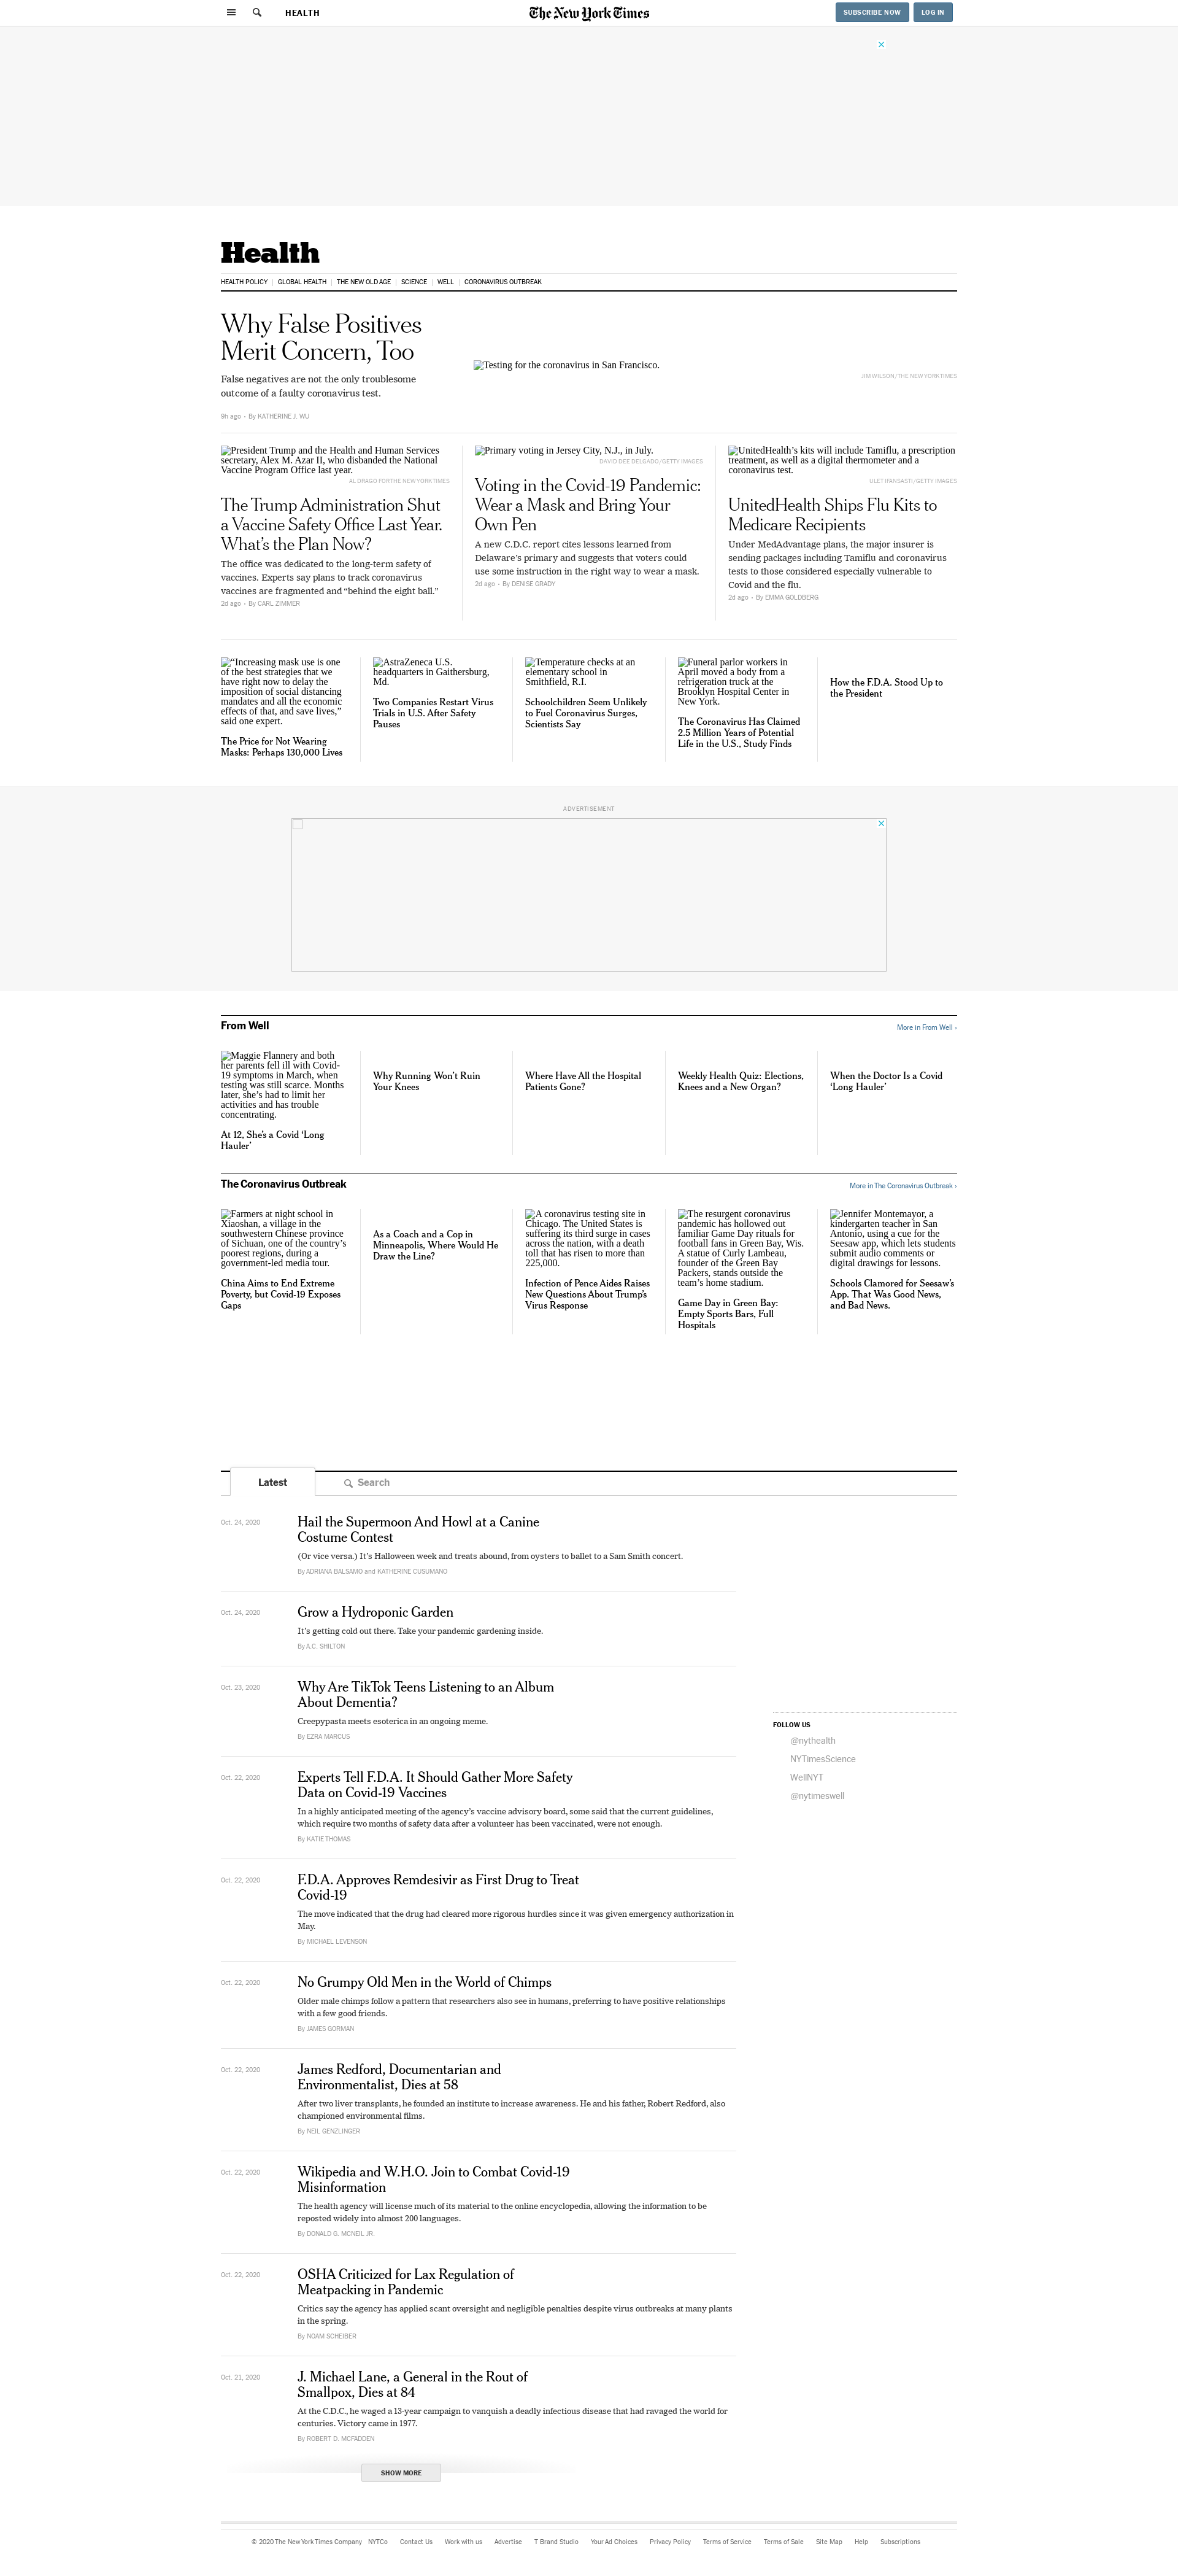 HEALTH
The New York Times
SUBSCRIBE NOW
LOG IN
Health
HEALTH POLICY
GLOBAL HEALTH
THE NEW OLD AGE
SCIENCE
WELL
CORONAVIRUS OUTBREAK
Why False Positives
Merit Concern, Too
False negatives are not the only troublesome
outcome of a faulty coronavirus test.
9h ago • By KATHERINE J. WU
Testing for the coronavirus in San Francisco.
JIM WILSON/THE NEW YORK TIMES
President Trump and the Health and Human Services
secretary, Alex M. Azar II, who disbanded the National
Vaccine Program Office last year.
AL DRAGO FOR THE NEW YORK TIMES
The Trump Administration Shut
a Vaccine Safety Office Last Year.
What’s the Plan Now?
The office was dedicated to the long-term safety of
vaccines. Experts say plans to track coronavirus
vaccines are fragmented and “behind the eight ball.”
2d ago • By CARL ZIMMER
Primary voting in Jersey City, N.J., in July.
DAVID DEE DELGADO/GETTY IMAGES
Voting in the Covid-19 Pandemic:
Wear a Mask and Bring Your
Own Pen
A new C.D.C. report cites lessons learned from
Delaware’s primary and suggests that voters could
use some instruction in the right way to wear a mask.
2d ago • By DENISE GRADY
UnitedHealth’s kits will include Tamiflu, a prescription
treatment, as well as a digital thermometer and a
coronavirus test.
ULET IFANSASTI/GETTY IMAGES
UnitedHealth Ships Flu Kits to
Medicare Recipients
Under MedAdvantage plans, the major insurer is
sending packages including Tamiflu and coronavirus
tests to those considered especially vulnerable to
Covid and the flu.
2d ago • By EMMA GOLDBERG
“Increasing mask use is one
of the best strategies that we
have right now to delay the
imposition of social distancing
mandates and all the economic
effects of that, and save lives,”
said one expert.
The Price for Not Wearing
Masks: Perhaps 130,000 Lives
AstraZeneca U.S.
headquarters in Gaithersburg,
Md.
Two Companies Restart Virus
Trials in U.S. After Safety
Pauses
Temperature checks at an
elementary school in
Smithfield, R.I.
Schoolchildren Seem Unlikely
to Fuel Coronavirus Surges,
Scientists Say
Funeral parlor workers in
April moved a body from a
refrigeration truck at the
Brooklyn Hospital Center in
New York.
The Coronavirus Has Claimed
2.5 Million Years of Potential
Life in the U.S., Study Finds
How the F.D.A. Stood Up to
the President
ADVERTISEMENT
From Well
More in From Well ›
Maggie Flannery and both
her parents fell ill with Covid-
19 symptoms in March, when
testing was still scarce. Months
later, she’s had to limit her
activities and has trouble
concentrating.
At 12, She’s a Covid ‘Long
Hauler’
Why Running Won’t Ruin
Your Knees
Where Have All the Hospital
Patients Gone?
Weekly Health Quiz: Elections,
Knees and a New Organ?
When the Doctor Is a Covid
‘Long Hauler’
The Coronavirus Outbreak
More in The Coronavirus Outbreak ›
Farmers at night school in
Xiaoshan, a village in the
southwestern Chinese province
of Sichuan, one of the country’s
poorest regions, during a
government-led media tour.
China Aims to End Extreme
Poverty, but Covid-19 Exposes
Gaps
As a Coach and a Cop in
Minneapolis, Where Would He
Draw the Line?
A coronavirus testing site in
Chicago. The United States is
suffering its third surge in cases
across the nation, with a death
toll that has risen to more than
225,000.
Infection of Pence Aides Raises
New Questions About Trump’s
Virus Response
The resurgent coronavirus
pandemic has hollowed out
familiar Game Day rituals for
football fans in Green Bay, Wis.
A statue of Curly Lambeau,
founder of the Green Bay
Packers, stands outside the
team’s home stadium.
Game Day in Green Bay:
Empty Sports Bars, Full
Hospitals
Jennifer Montemayor, a
kindergarten teacher in San
Antonio, using a cue for the
Seesaw app, which lets students
submit audio comments or
digital drawings for lessons.
Schools Clamored for Seesaw’s
App. That Was Good News,
and Bad News.
Latest
Search
Oct. 24, 2020
Hail the Supermoon And Howl at a Canine
Costume Contest
(Or vice versa.) It’s Halloween week and treats abound, from oysters to ballet to a Sam Smith concert.
By ADRIANA BALSAMO and KATHERINE CUSUMANO
Oct. 24, 2020
Grow a Hydroponic Garden
It’s getting cold out there. Take your pandemic gardening inside.
By A.C. SHILTON
Oct. 23, 2020
Why Are TikTok Teens Listening to an Album
About Dementia?
Creepypasta meets esoterica in an ongoing meme.
By EZRA MARCUS
FOLLOW US
@nythealth
NYTimesScience
WellNYT
@nytimeswell
Oct. 22, 2020
Experts Tell F.D.A. It Should Gather More Safety
Data on Covid-19 Vaccines
In a highly anticipated meeting of the agency’s vaccine advisory board, some said that the current guidelines,
which require two months of safety data after a volunteer has been vaccinated, were not enough.
By KATIE THOMAS
Oct. 22, 2020
F.D.A. Approves Remdesivir as First Drug to Treat
Covid-19
The move indicated that the drug had cleared more rigorous hurdles since it was given emergency authorization in
May.
By MICHAEL LEVENSON
Oct. 22, 2020
No Grumpy Old Men in the World of Chimps
Older male chimps follow a pattern that researchers also see in humans, preferring to have positive relationships
with a few good friends.
By JAMES GORMAN
Oct. 22, 2020
James Redford, Documentarian and
Environmentalist, Dies at 58
After two liver transplants, he founded an institute to increase awareness. He and his father, Robert Redford, also
championed environmental films.
By NEIL GENZLINGER
Oct. 22, 2020
Wikipedia and W.H.O. Join to Combat Covid-19
Misinformation
The health agency will license much of its material to the online encyclopedia, allowing the information to be
reposted widely into almost 200 languages.
By DONALD G. MCNEIL JR.
Oct. 22, 2020
OSHA Criticized for Lax Regulation of
Meatpacking in Pandemic
Critics say the agency has applied scant oversight and negligible penalties despite virus outbreaks at many plants
in the spring.
By NOAM SCHEIBER
Oct. 21, 2020
J. Michael Lane, a General in the Rout of
Smallpox, Dies at 84
At the C.D.C., he waged a 13-year campaign to vanquish a deadly infectious disease that had ravaged the world for
centuries. Victory came in 1977.
By ROBERT D. MCFADDEN
SHOW MORE
© 2020 The New York Times Company NYTCo Contact Us Work with us Advertise T Brand Studio Your Ad Choices Privacy Policy Terms of Service Terms of Sale Site Map Help Subscriptions